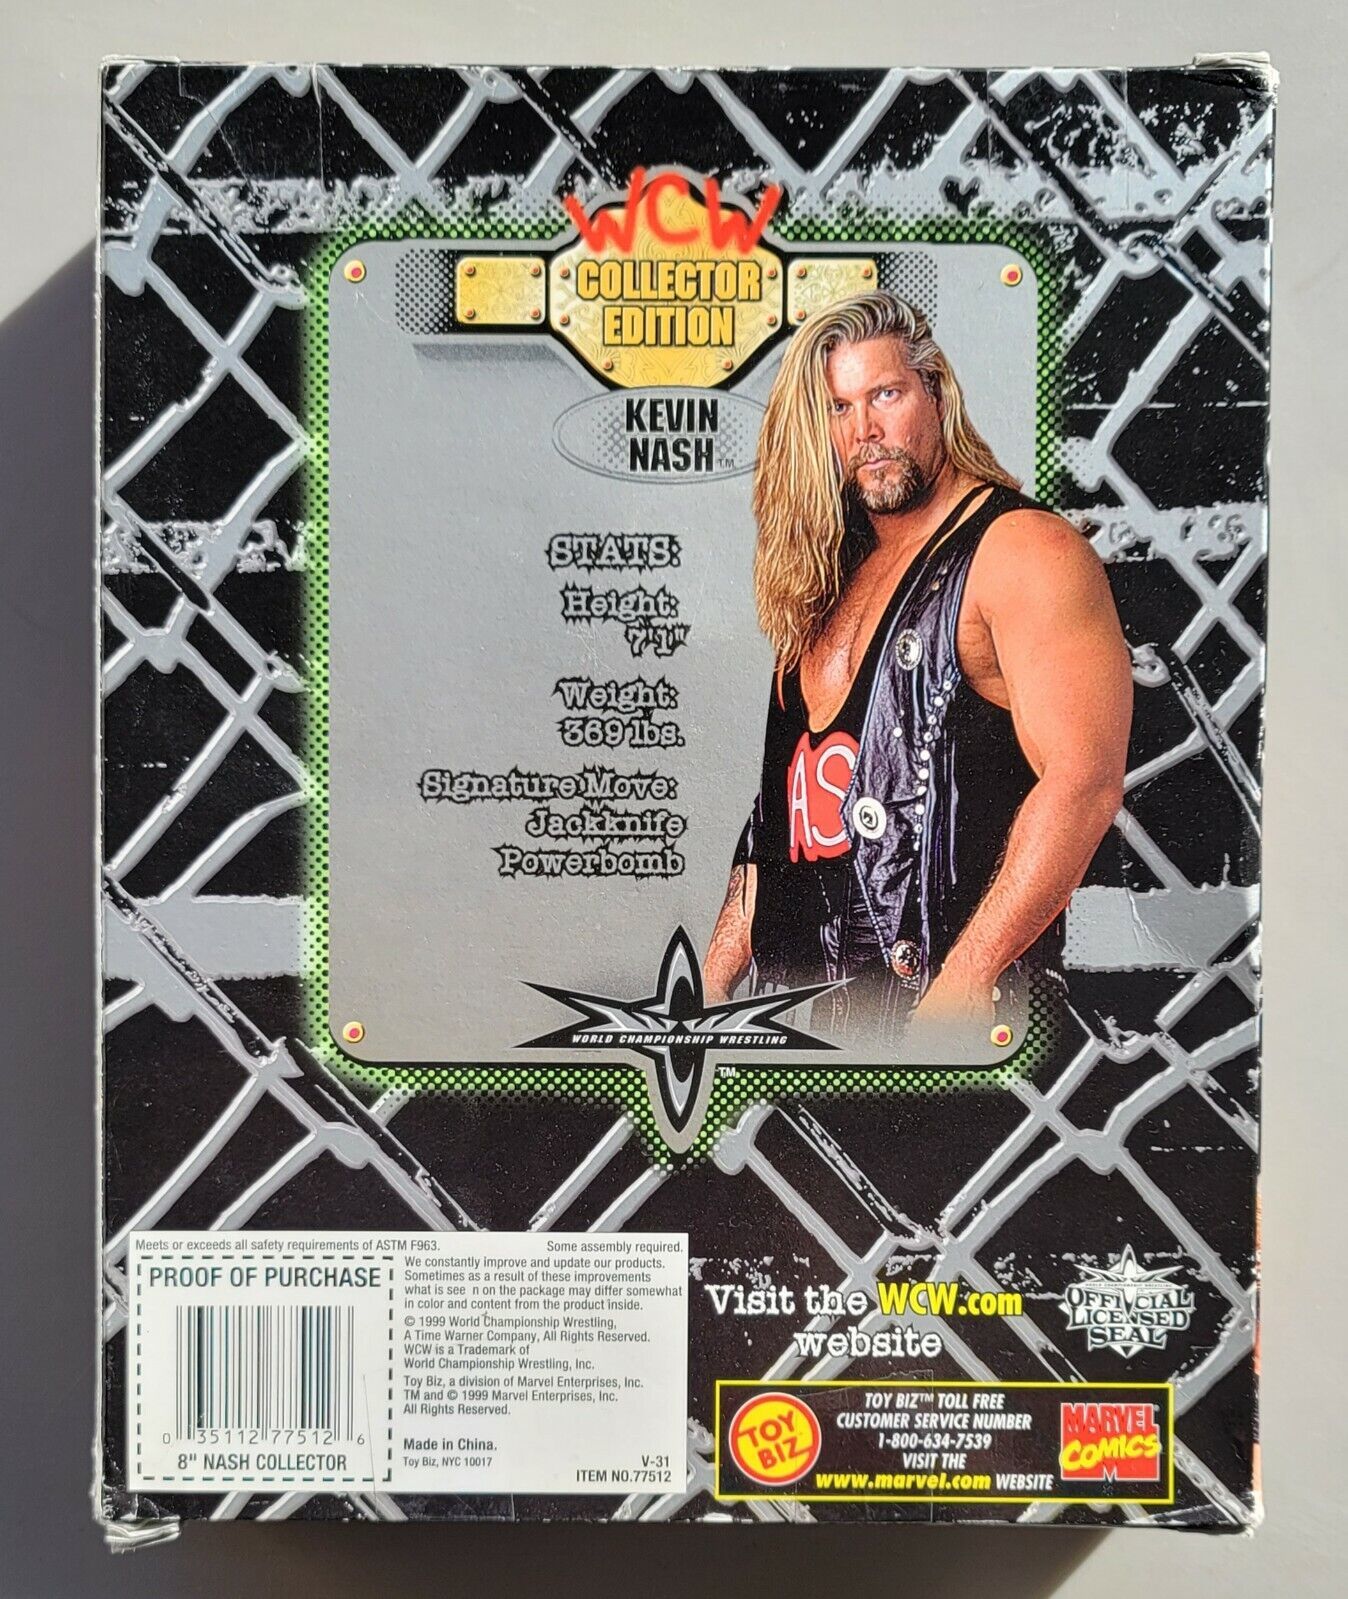 WCW
COLLECTOR
EDITION
KEVIN
NASH TM
STATS:
Height:
7'1"
Weight:
369 lbs.
Signature Move:
Jackknife
Powerbomb
AS
WORLD CHAMPIONSHIP WRESTLING
TM
Meets or exceeds all safety requirements of ASTM F963.
Some assembly required.
PROOF OF PURCHASE
0 35112 77512 6
8" NASH COLLECTOR
We constantly improve and update our products.
Sometimes as a result of these improvements
what is see n on the package may differ somewhat
in color and content from the product inside.
© 1999 World Championship Wrestling,
A Time Warner Company, All Rights Reserved.
WCW is a Trademark of
World Championship Wrestling, Inc.
Toy Biz, a division of Marvel Enterprises, Inc.
TM and © 1999 Marvel Enterprises, Inc.
All Rights Reserved.
Made in China.
Toy Biz, NYC 10017
V-31
ITEM NO.77512
Visit the WCW.com
website
WORLD CHAMPIONSHIP WRESTLING
OFFICIAL
LICENSED
SEAL
TOY
BIZ
TOY BIZ™ TOLL FREE
CUSTOMER SERVICE NUMBER
1-800-634-7539
VISIT THE
www.marvel.com WEBSITE
MARVEL
COMICS
M